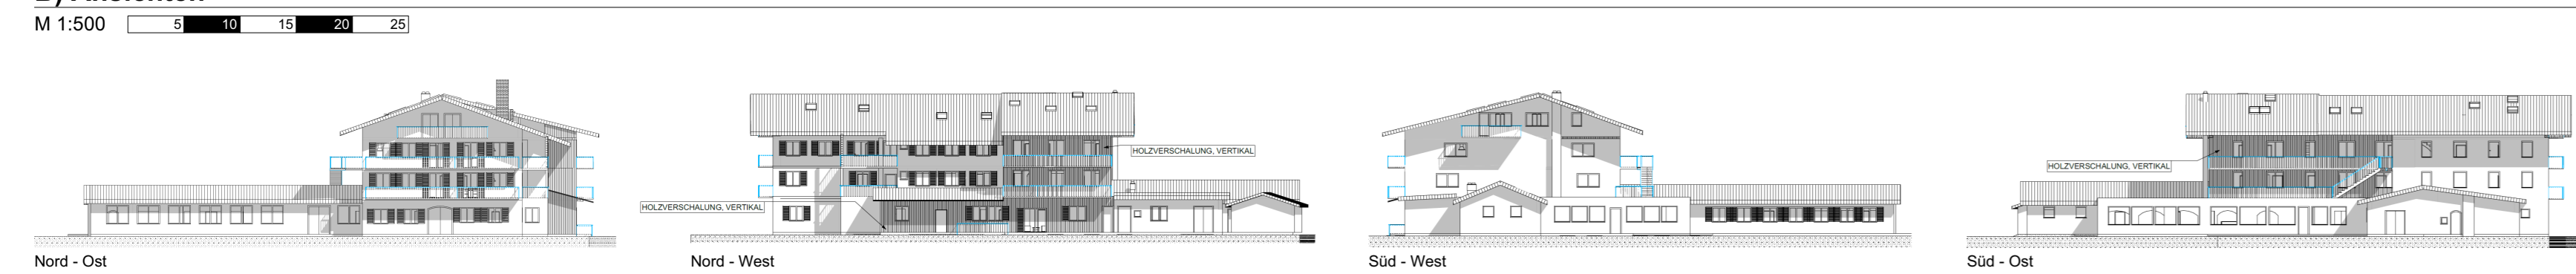 B) Ansichten
M 1:500
5 10 15 20 25
HOLZVERSCHALUNG, VERTIKAL
HOLZVERSCHALUNG, VERTIKAL
HOLZVERSCHALUNG, VERTIKAL
Nord - Ost
Nord - West
Süd - West
Süd - Ost